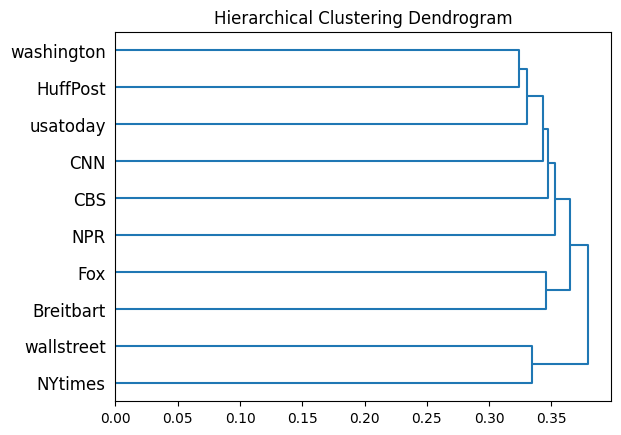 Hierarchical Clustering Dendrogram
washington
HuffPost
usatoday
CNN
CBS
NPR
Fox
Breitbart
wallstreet
NYtimes
0.00 0.05 0.10 0.15 0.20 0.25 0.30 0.35